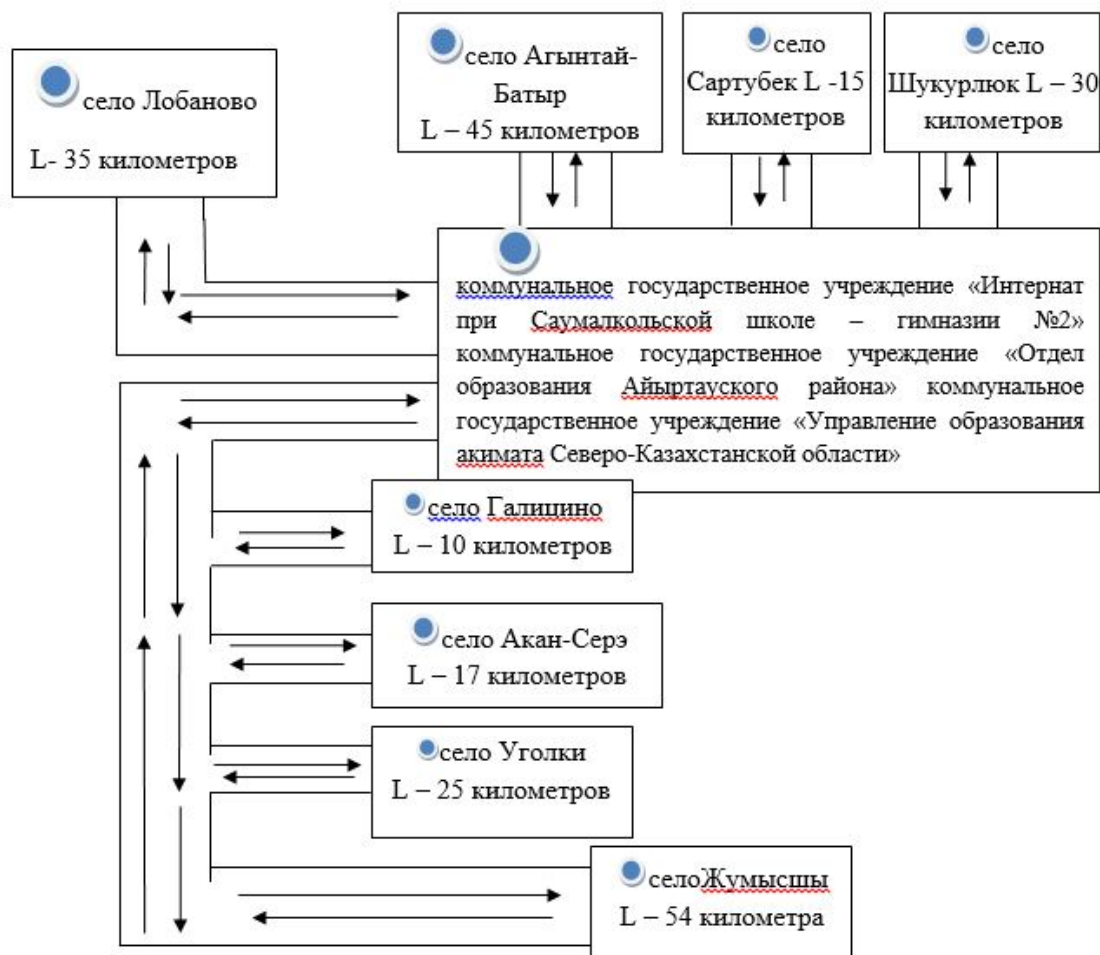 село Лобаново
L- 35 километров
село Агынтай-
Батыр
L – 45 километров
село
Сартубек L -15
километров
село
Шукурлюк L – 30
километров
коммунальное государственное учреждение «Интернат
при Саумалкольской школе – гимназии №2»
коммунальное государственное учреждение «Отдел
образования Айыртауского района» коммунальное
государственное учреждение «Управление образования
акимата Северо-Казахстанской области»
село Галицино
L – 10 километров
село Акан-Серэ
L – 17 километров
село Уголки
L – 25 километров
селоЖумысшы
L – 54 километра